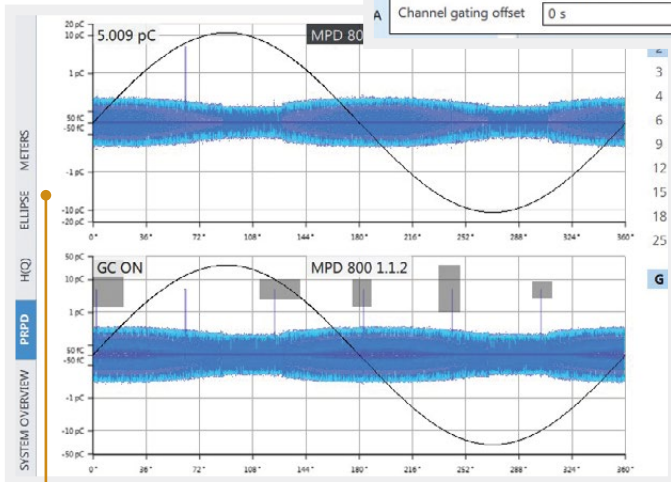 A Channel gating offset 0 s
5.009 pC
MPD 80
20 pC
10 pC
1 pC
50 fC
-50 fC
-1 pC
-10 pC
-20 pC
0° 36° 72° 108° 144° 180° 216° 252° 288° 324° 360°
GC ON
MPD 800 1.1.2
50 pC
10 pC
1 pC
50 fC
-50 fC
-1 pC
-10 pC
-50 pC
0° 36° 72° 108° 144° 180° 216° 252° 288° 324° 360°
METERS
ELLIPSE
H(Q)
PRPD
SYSTEM OVERVIEW
3
4
6
9
12
15
18
25
G